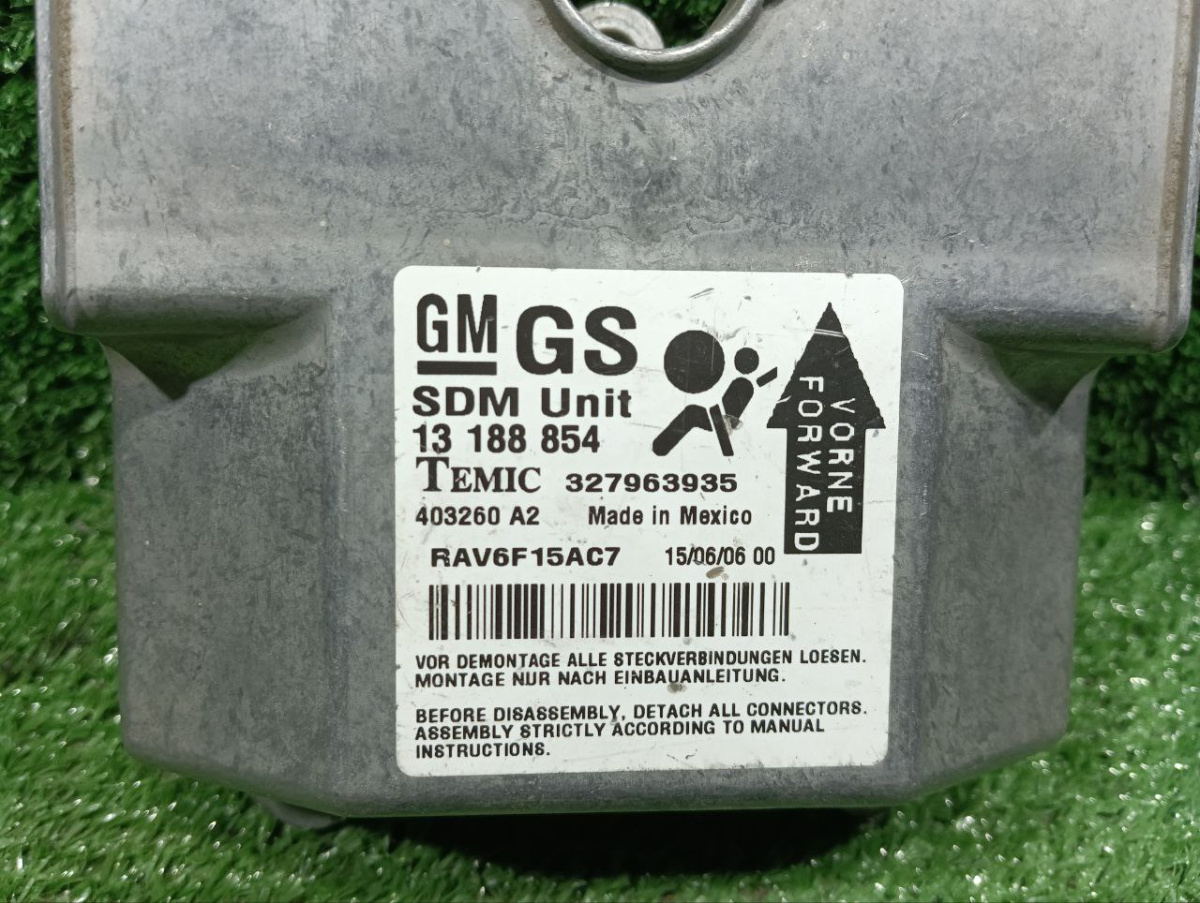 GM GS
SDM Unit
13 188 854
TEMIC 327963935
403260 A2 Made in Mexico
RAV6F15AC7 15/06/06 00
VORNE
FORWARD
VOR DEMONTAGE ALLE STECKVERBINDUNGEN LOESEN.
MONTAGE NUR NACH EINBAUANLEITUNG.
BEFORE DISASSEMBLY, DETACH ALL CONNECTORS.
ASSEMBLY STRICTLY ACCORDING TO MANUAL
INSTRUCTIONS.